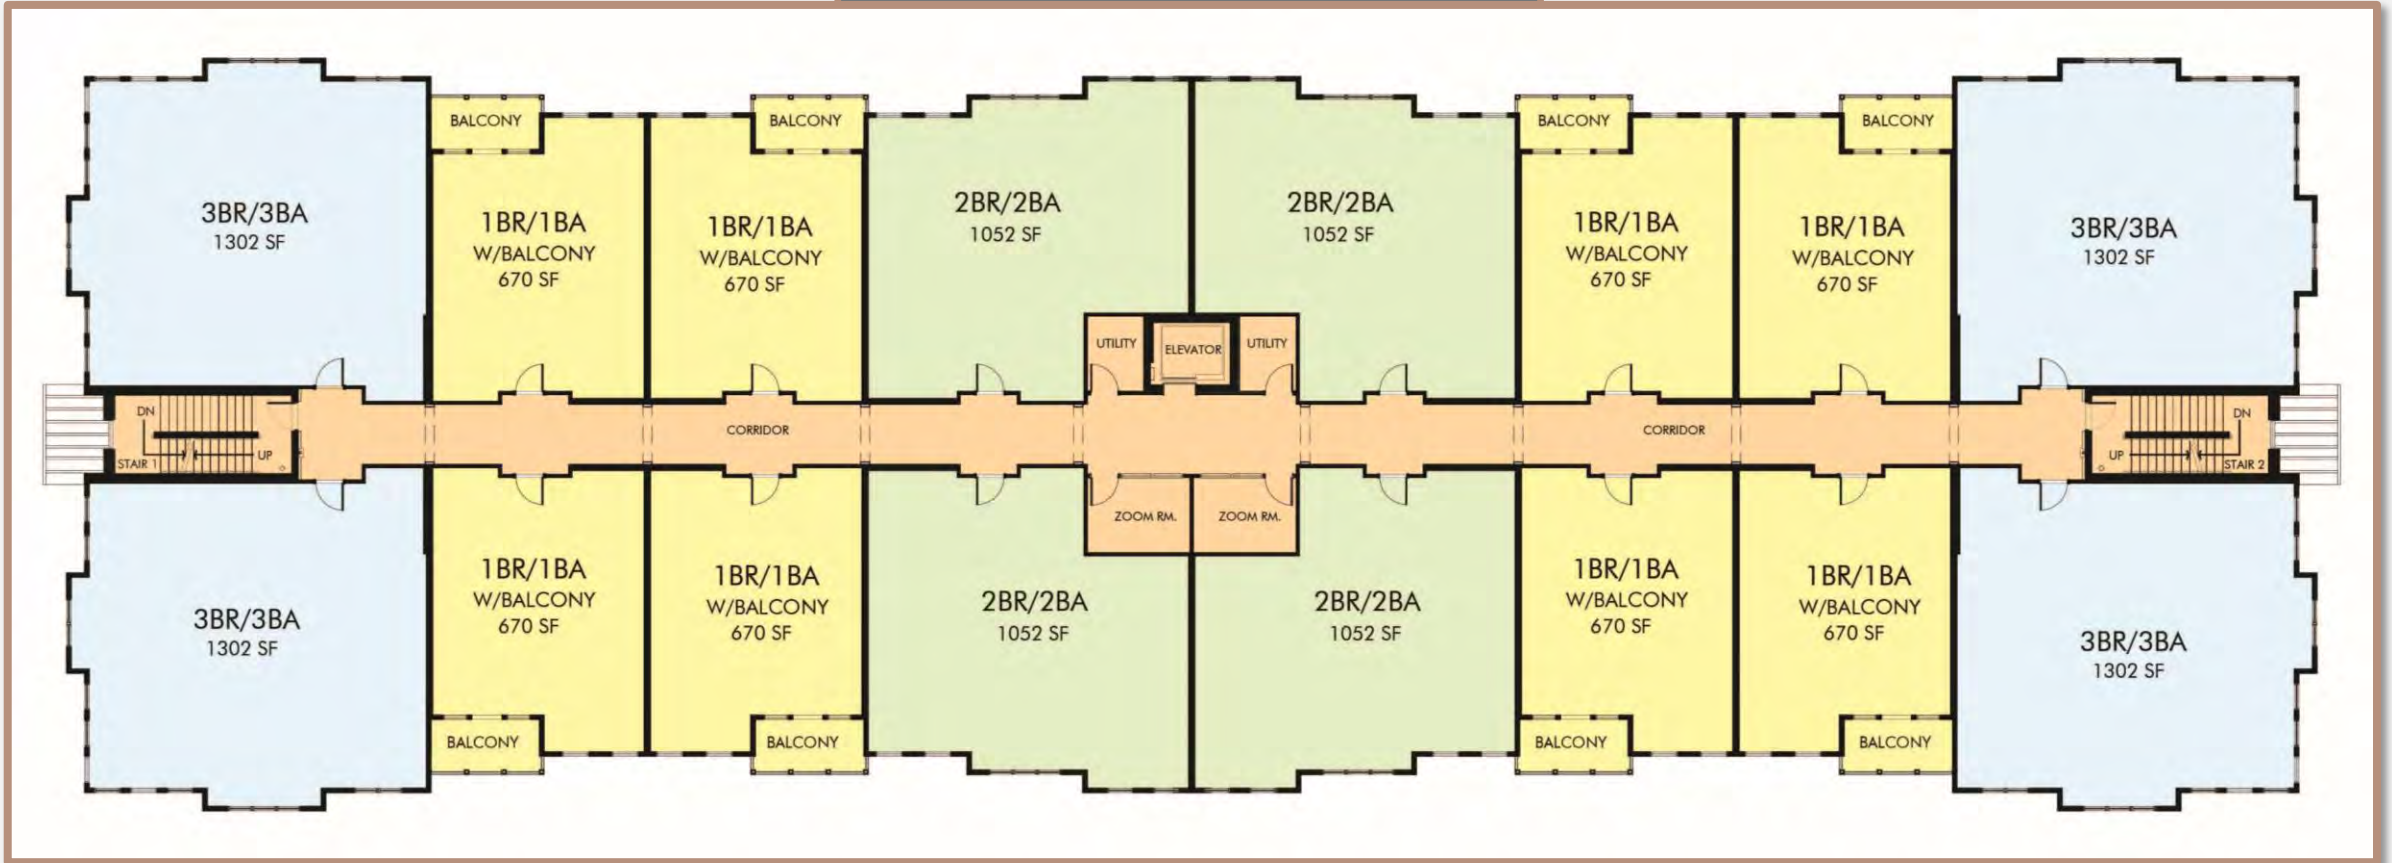 BALCONY
BALCONY
BALCONY
BALCONY
3BR/3BA
1302 SF
1BR/1BA
W/BALCONY
670 SF
1BR/1BA
W/BALCONY
670 SF
2BR/2BA
1052 SF
2BR/2BA
1052 SF
1BR/1BA
W/BALCONY
670 SF
1BR/1BA
W/BALCONY
670 SF
3BR/3BA
1302 SF
UTILITY
ELEVATOR
UTILITY
DN
UP
STAIR 1
CORRIDOR
CORRIDOR
DN
UP
STAIR 2
ZOOM RM.
ZOOM RM.
3BR/3BA
1302 SF
1BR/1BA
W/BALCONY
670 SF
1BR/1BA
W/BALCONY
670 SF
2BR/2BA
1052 SF
2BR/2BA
1052 SF
1BR/1BA
W/BALCONY
670 SF
1BR/1BA
W/BALCONY
670 SF
3BR/3BA
1302 SF
BALCONY
BALCONY
BALCONY
BALCONY